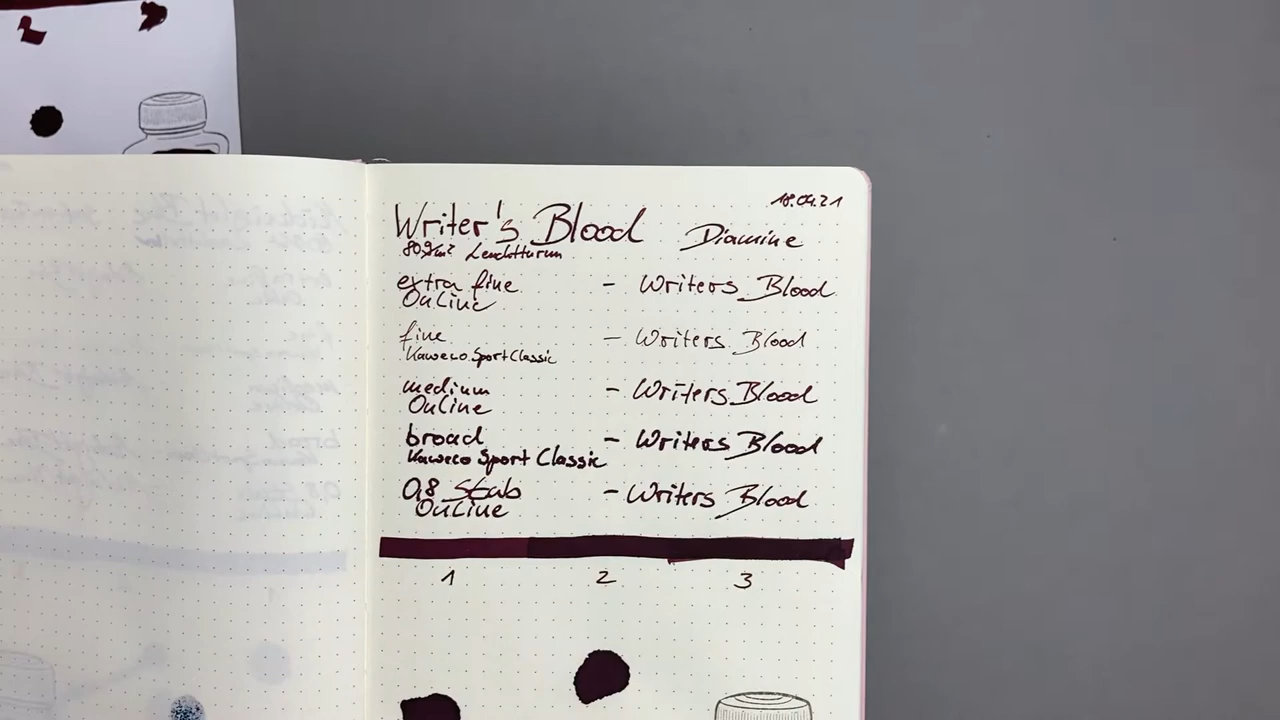 18.04.21
Writer's Blood Diamine
80g/m² Leuchtturm
extra fine - Writers Blood
Online
fine - Writers Blood
Kaweco Sport Classic
medium - Writers Blood
Online
broad - Writers Blood
Kaweco Sport Classic
0,8 Stub - Writers Blood
Online
1 2 3